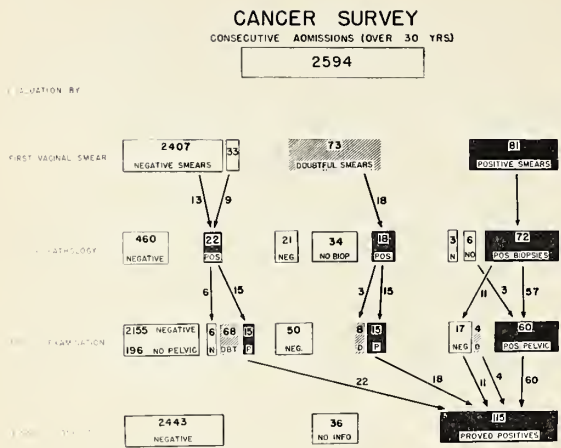 CANCER SURVEY
CONSECUTIVE ADMISSIONS (OVER 30 YRS)
2594
BY
FIRST VAGINAL SMEAR
2407
NEGATIVE SMEARS
33
73
DOUBTFUL SMEARS
81
POSITIVE SMEARS
13
9
18
460
NEGATIVE
22
POS.
21
NEG.
34
NO BIOP
18
POS.
3
N
6
NO
72
POS. BIOPSIES
6
15
3
15
11
3
57
2155 NEGATIVE
196 NO PELVIC
6
N
68
DBT
15
P
50
NEG.
8
D
15
P
17
NEG
4
D
60
POS. PELVIC
22
18
11
4
60
2443
NEGATIVE
36
NO INFO
115
PROVED POSITIVES